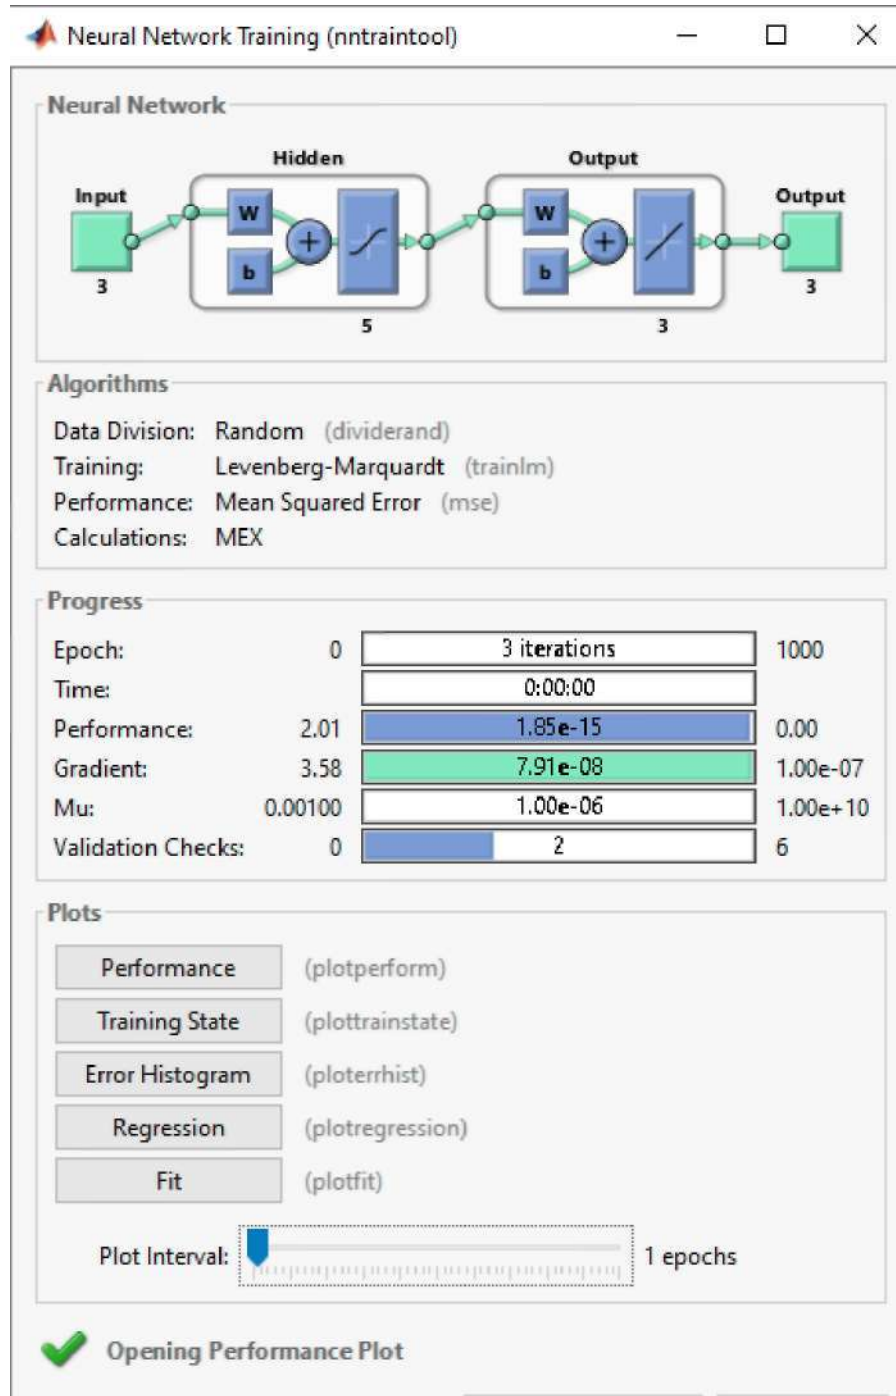 Neural Network Training (nntraintool)
Neural Network
Hidden
Output
Input
W
b
+
W
b
+
Output
3
5
3
3
Algorithms
Data Division: Random (dividerand)
Training: Levenberg-Marquardt (trainlm)
Performance: Mean Squared Error (mse)
Calculations: MEX
Progress
Epoch: 0 3 iterations 1000
Time: 0:00:00
Performance: 2.01 1.85e-15 0.00
Gradient: 3.58 7.91e-08 1.00e-07
Mu: 0.00100 1.00e-06 1.00e+10
Validation Checks: 0 2 6
Plots
Performance (plotperform)
Training State (plottrainstate)
Error Histogram (ploterrhist)
Regression (plotregression)
Fit (plotfit)
Plot Interval: 1 epochs
Opening Performance Plot